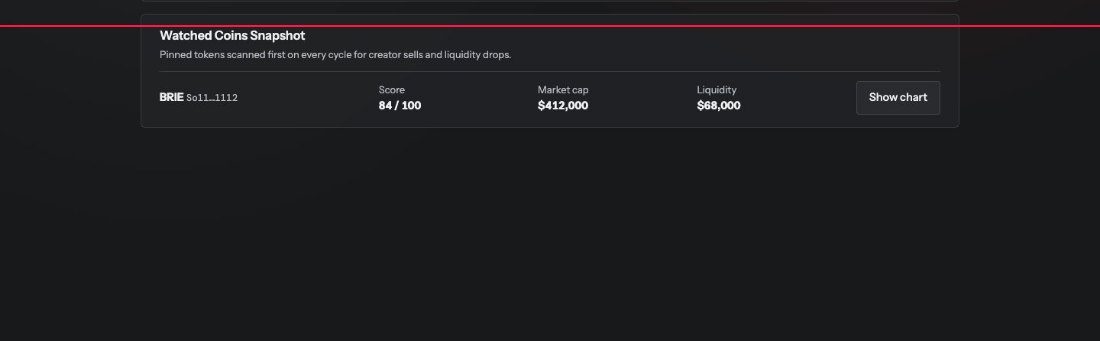 Watched Coins Snapshot
Pinned tokens scanned first on every cycle for creator sells and liquidity drops.
BRIE So11...1112
Score
84 / 100
Market cap
$412,000
Liquidity
$68,000
Show chart